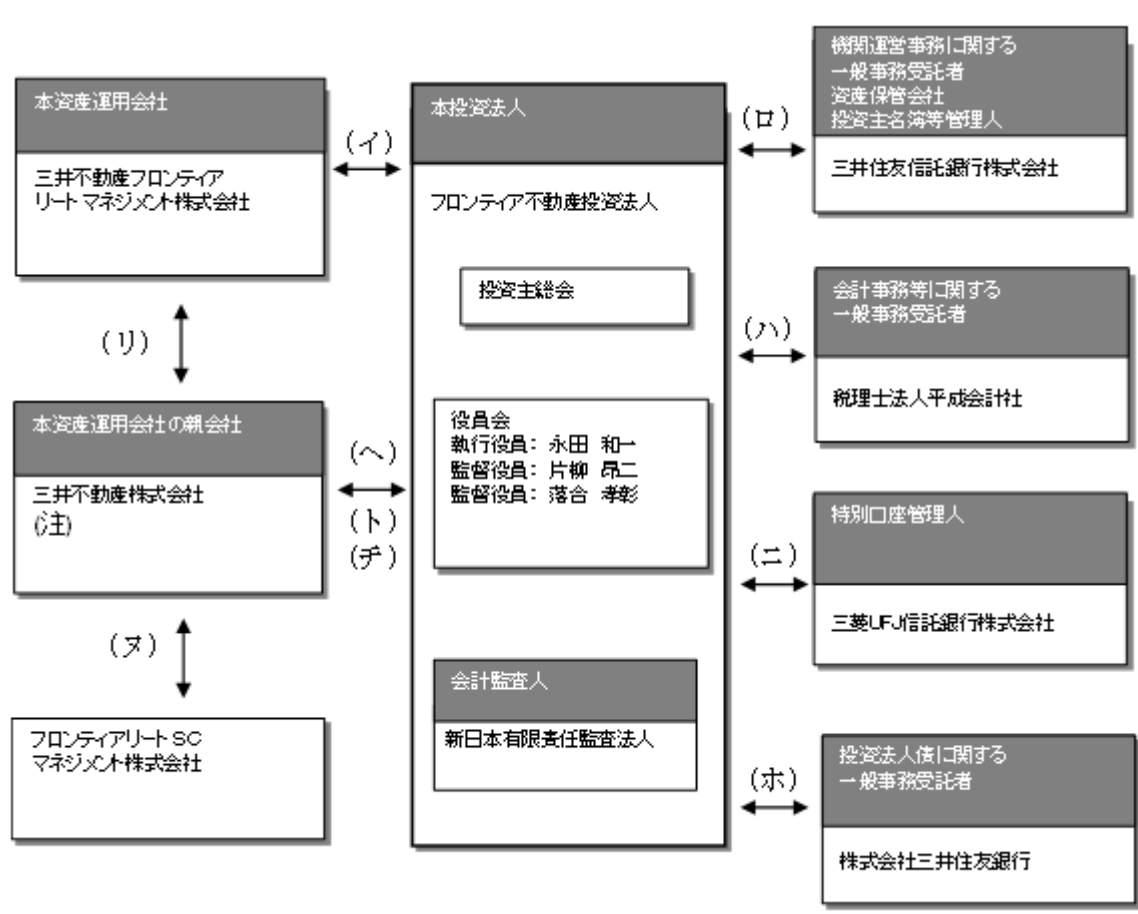 本資産運用会社
三井不動産フロンティア
リートマネジメント株式会社
(イ)
(リ)
本資産運用会社の親会社
三井不動産株式会社
(注)
(ヘ)
(ト)
(チ)
(ヌ)
フロンティアリートSC
マネジメント株式会社
本投資法人
フロンティア不動産投資法人
投資主総会
役員会
執行役員: 永田 和一
監督役員: 片柳 昂二
監督役員: 落合 孝彰
会計監査人
新日本有限責任監査法人
(ロ)
機関運営事務に関する
一般事務受託者
資産保管会社
投資主名簿等管理人
三井住友信託銀行株式会社
(ハ)
会計事務等に関する
一般事務受託者
税理士法人平成会計社
(ニ)
特別口座管理人
三菱UFJ信託銀行株式会社
(ホ)
投資法人債に関する
一般事務受託者
株式会社三井住友銀行